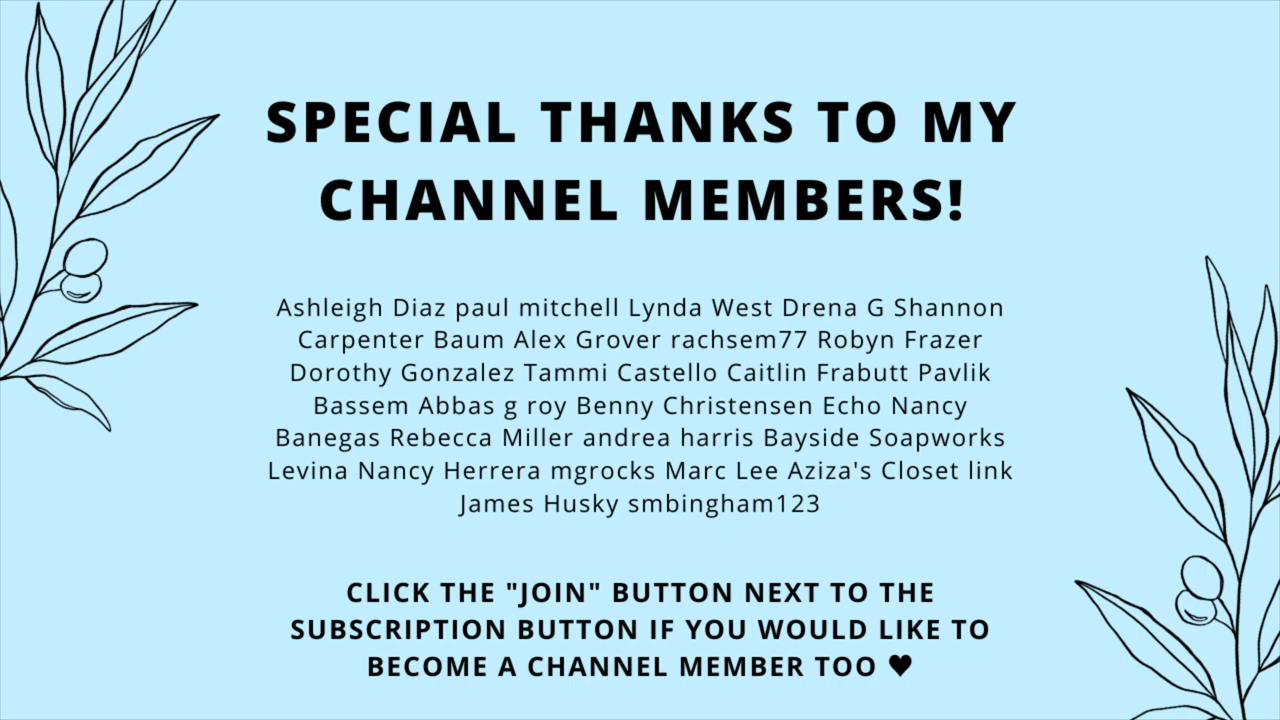 SPECIAL THANKS TO MY
CHANNEL MEMBERS!
Ashleigh Diaz paul mitchell Lynda West Drena G Shannon
Carpenter Baum Alex Grover rachsem77 Robyn Frazer
Dorothy Gonzalez Tammi Castello Caitlin Frabutt Pavlik
Bassem Abbas g roy Benny Christensen Echo Nancy
Banegas Rebecca Miller andrea harris Bayside Soapworks
Levina Nancy Herrera mgrocks Marc Lee Aziza's Closet link
James Husky smbingham123
CLICK THE "JOIN" BUTTON NEXT TO THE
SUBSCRIPTION BUTTON IF YOU WOULD LIKE TO
BECOME A CHANNEL MEMBER TOO ♥